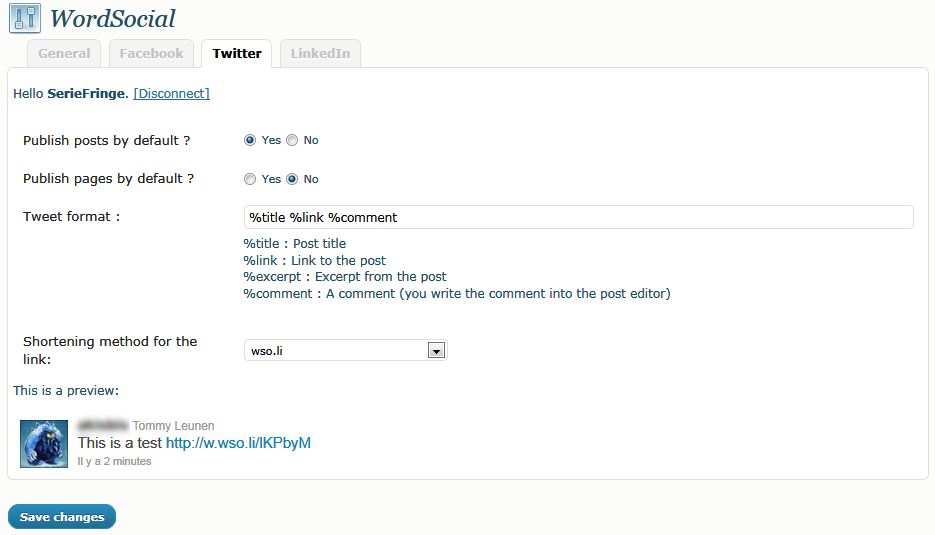 WordSocial
General Facebook Twitter LinkedIn
Hello SerieFringe. [Disconnect]
Publish posts by default ? Yes No
Publish pages by default ? Yes No
Tweet format : %title %link %comment
%title : Post title
%link : Link to the post
%excerpt : Excerpt from the post
%comment : A comment (you write the comment into the post editor)
Shortening method for the
link: wso.li
This is a preview:
Tommy Leunen
This is a test http://w.wso.li/lKPbyM
Il y a 2 minutes
Save changes